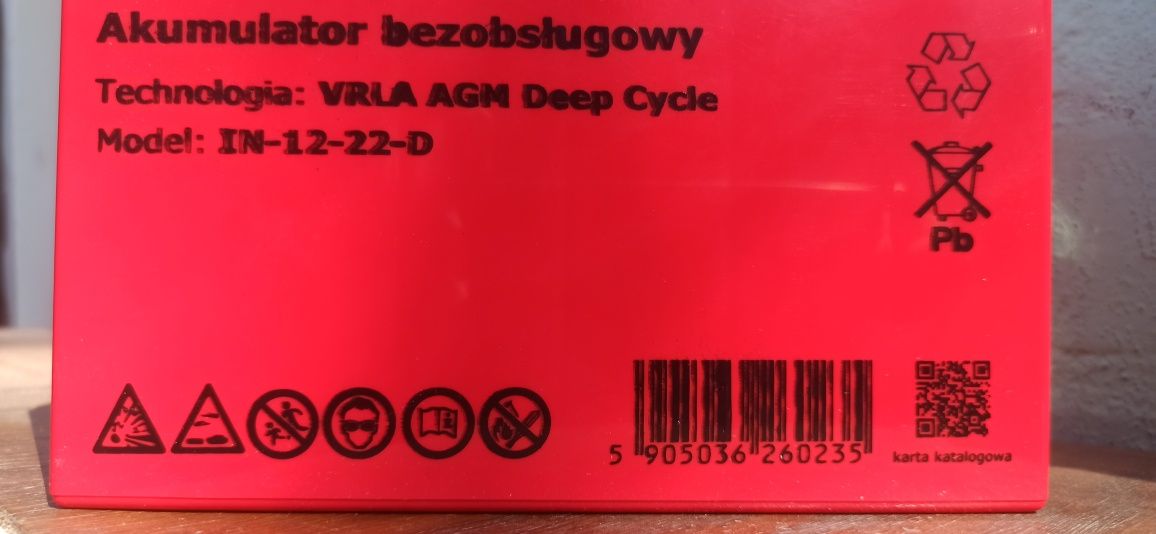 Akumulator bezobsługowy
Technologia: VRLA AGM Deep Cycle
Model: IN-12-22-D
Pb
5 905036 260235
karta katalogowa